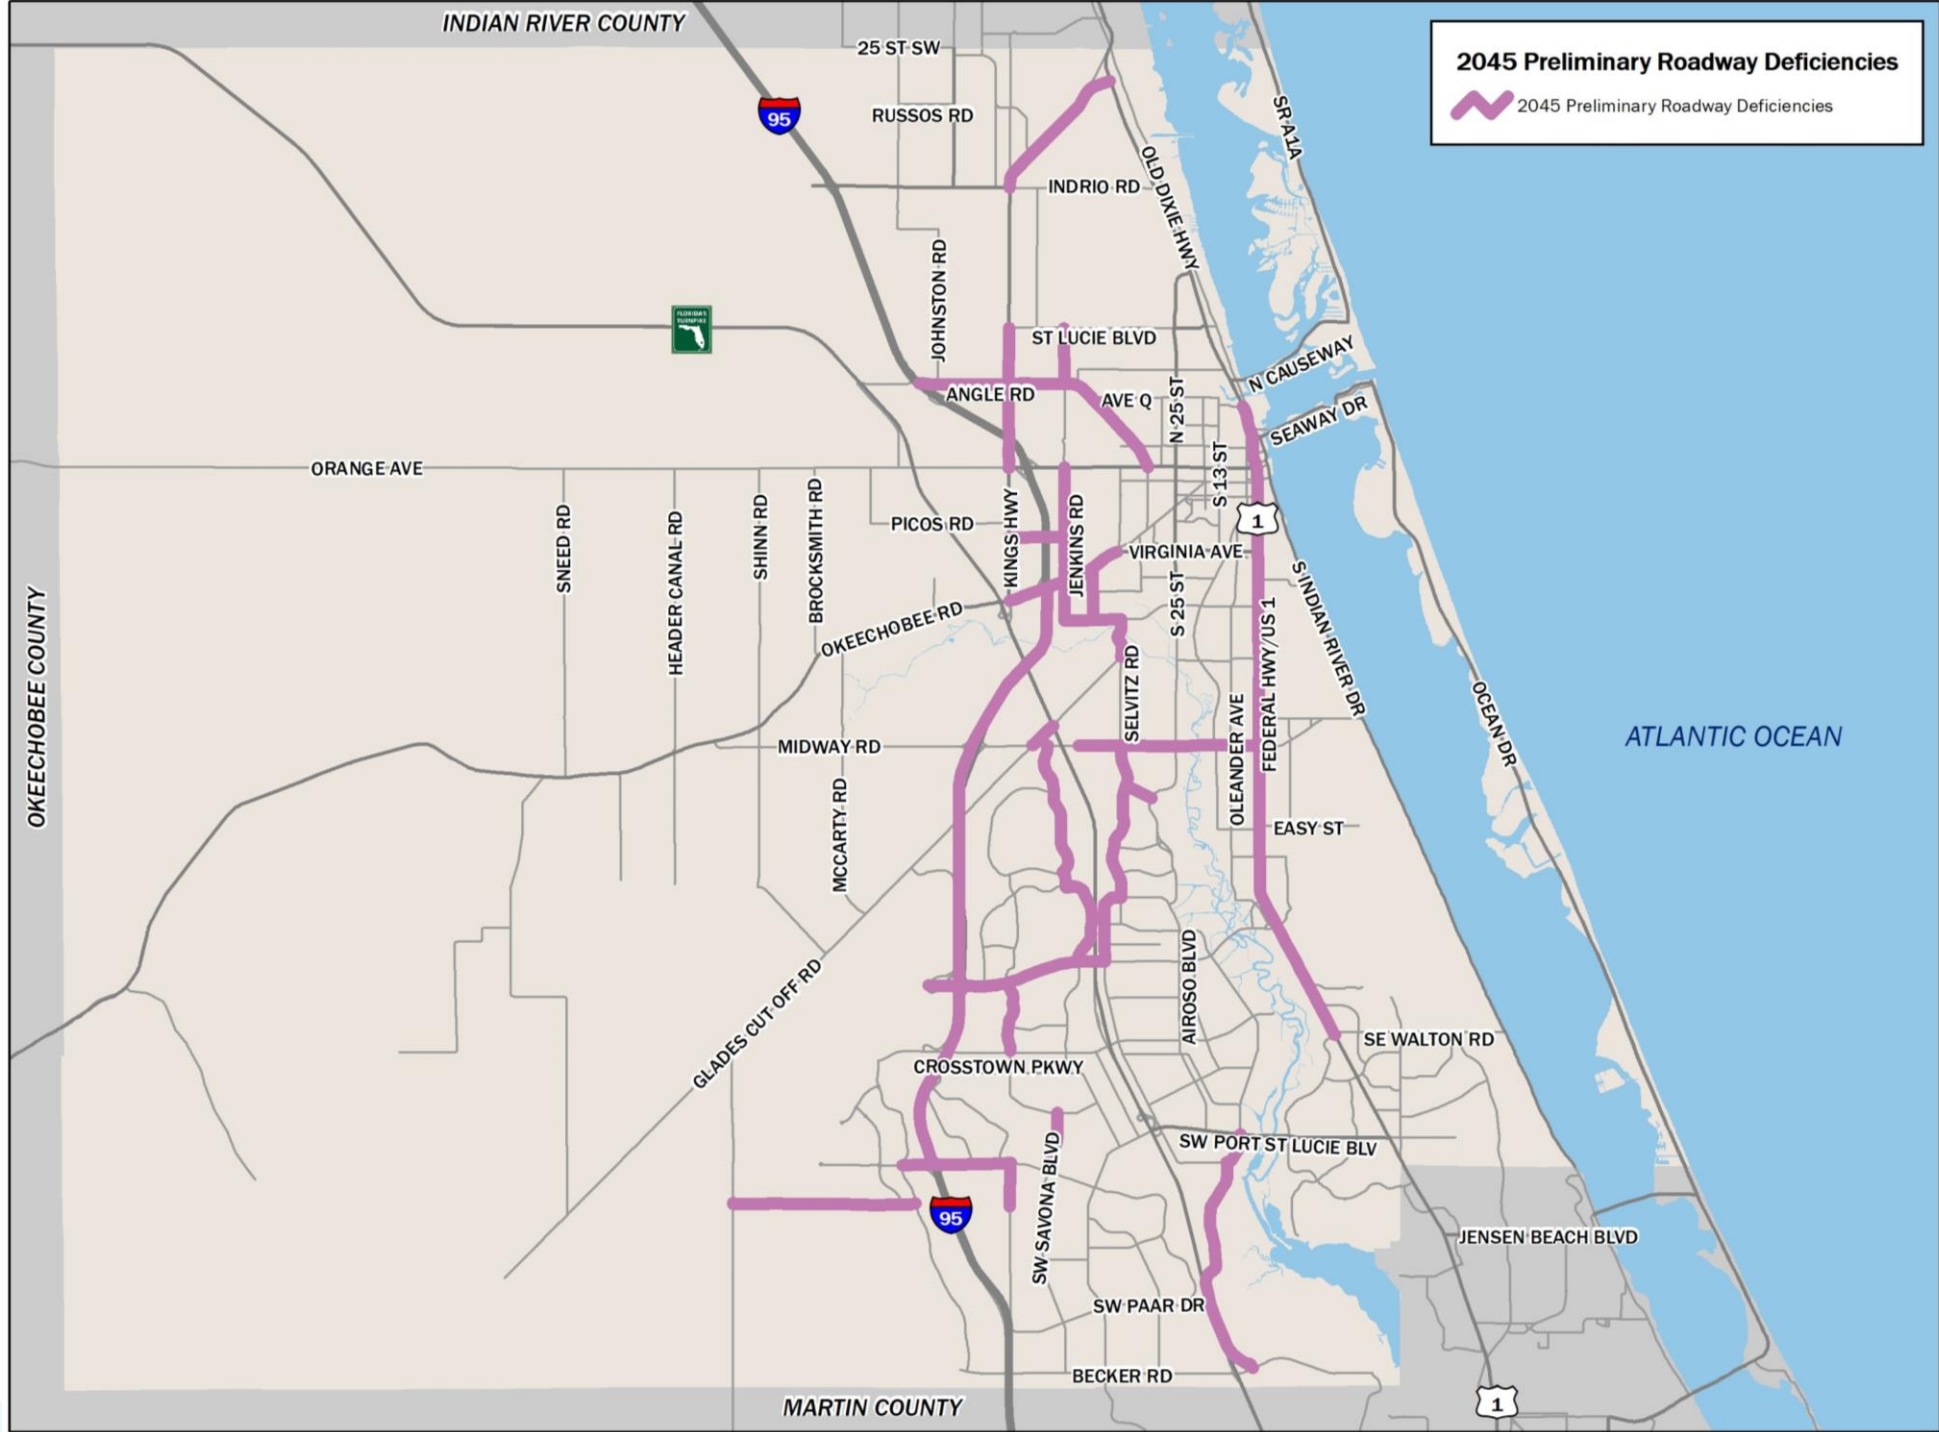 INDIAN RIVER COUNTY
25 ST SW
2045 Preliminary Roadway Deficiencies
2045 Preliminary Roadway Deficiencies
95
RUSSOS RD
SR A1A
OLD DIXIE HWY
INDRIO RD
JOHNSTON RD
FLORIDA'S
TURNPIKE
ST LUCIE BLVD
N CAUSEWAY
ANGLE RD
AVE Q
N 25 ST
SEAWAY DR
ORANGE AVE
S 13 ST
SNEED RD
HEADER CANAL RD
SHINN RD
BROCKSMITH RD
PICOS RD
KINGS HWY
JENKINS RD
1
VIRGINIA AVE
S 25 ST
S INDIAN RIVER DR
OKEECHOBEE COUNTY
OKEECHOBEE RD
SELVITZ RD
FEDERAL HWY/US 1
OLEANDER AVE
OCEAN DR
ATLANTIC OCEAN
MIDWAY RD
MCCARTY RD
EASY ST
GLADES CUT OFF RD
AIROSO BLVD
SE WALTON RD
CROSSTOWN PKWY
SW PORT ST LUCIE BLV
SW SAVONA BLVD
95
JENSEN BEACH BLVD
SW PAAR DR
BECKER RD
MARTIN COUNTY
1